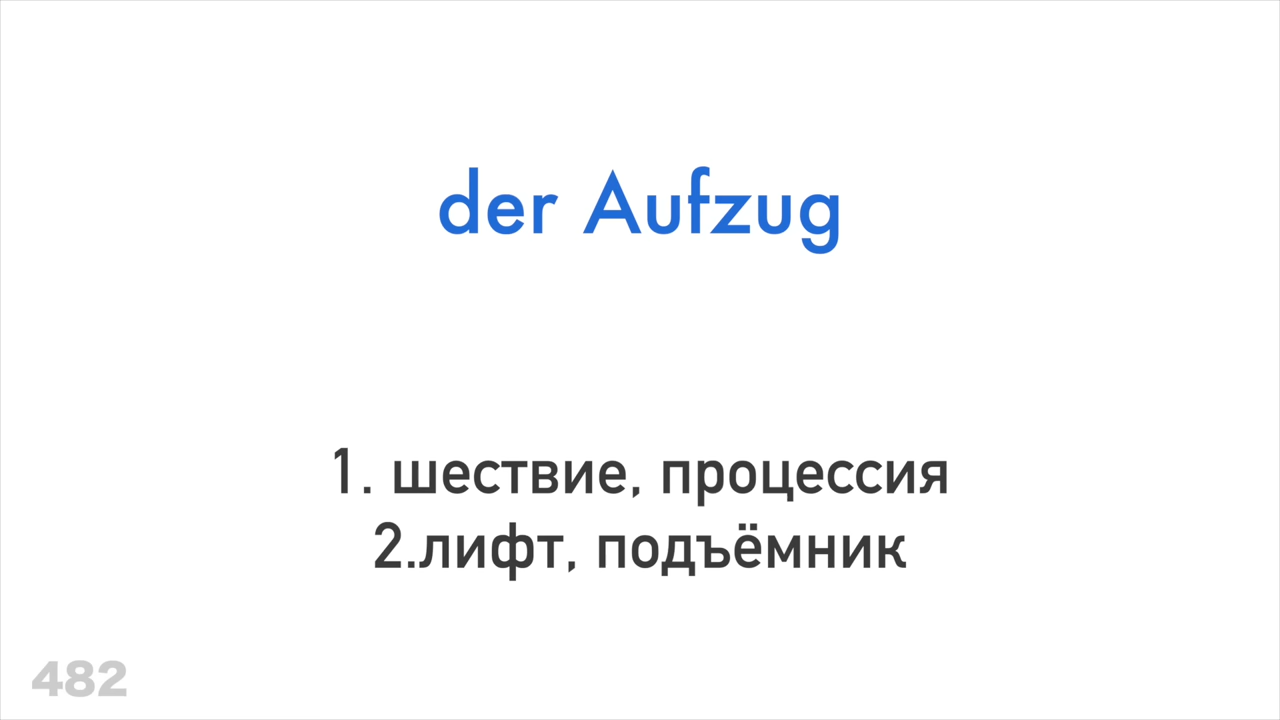 der Aufzug
1. шествие, процессия
2.лифт, подъёмник
482